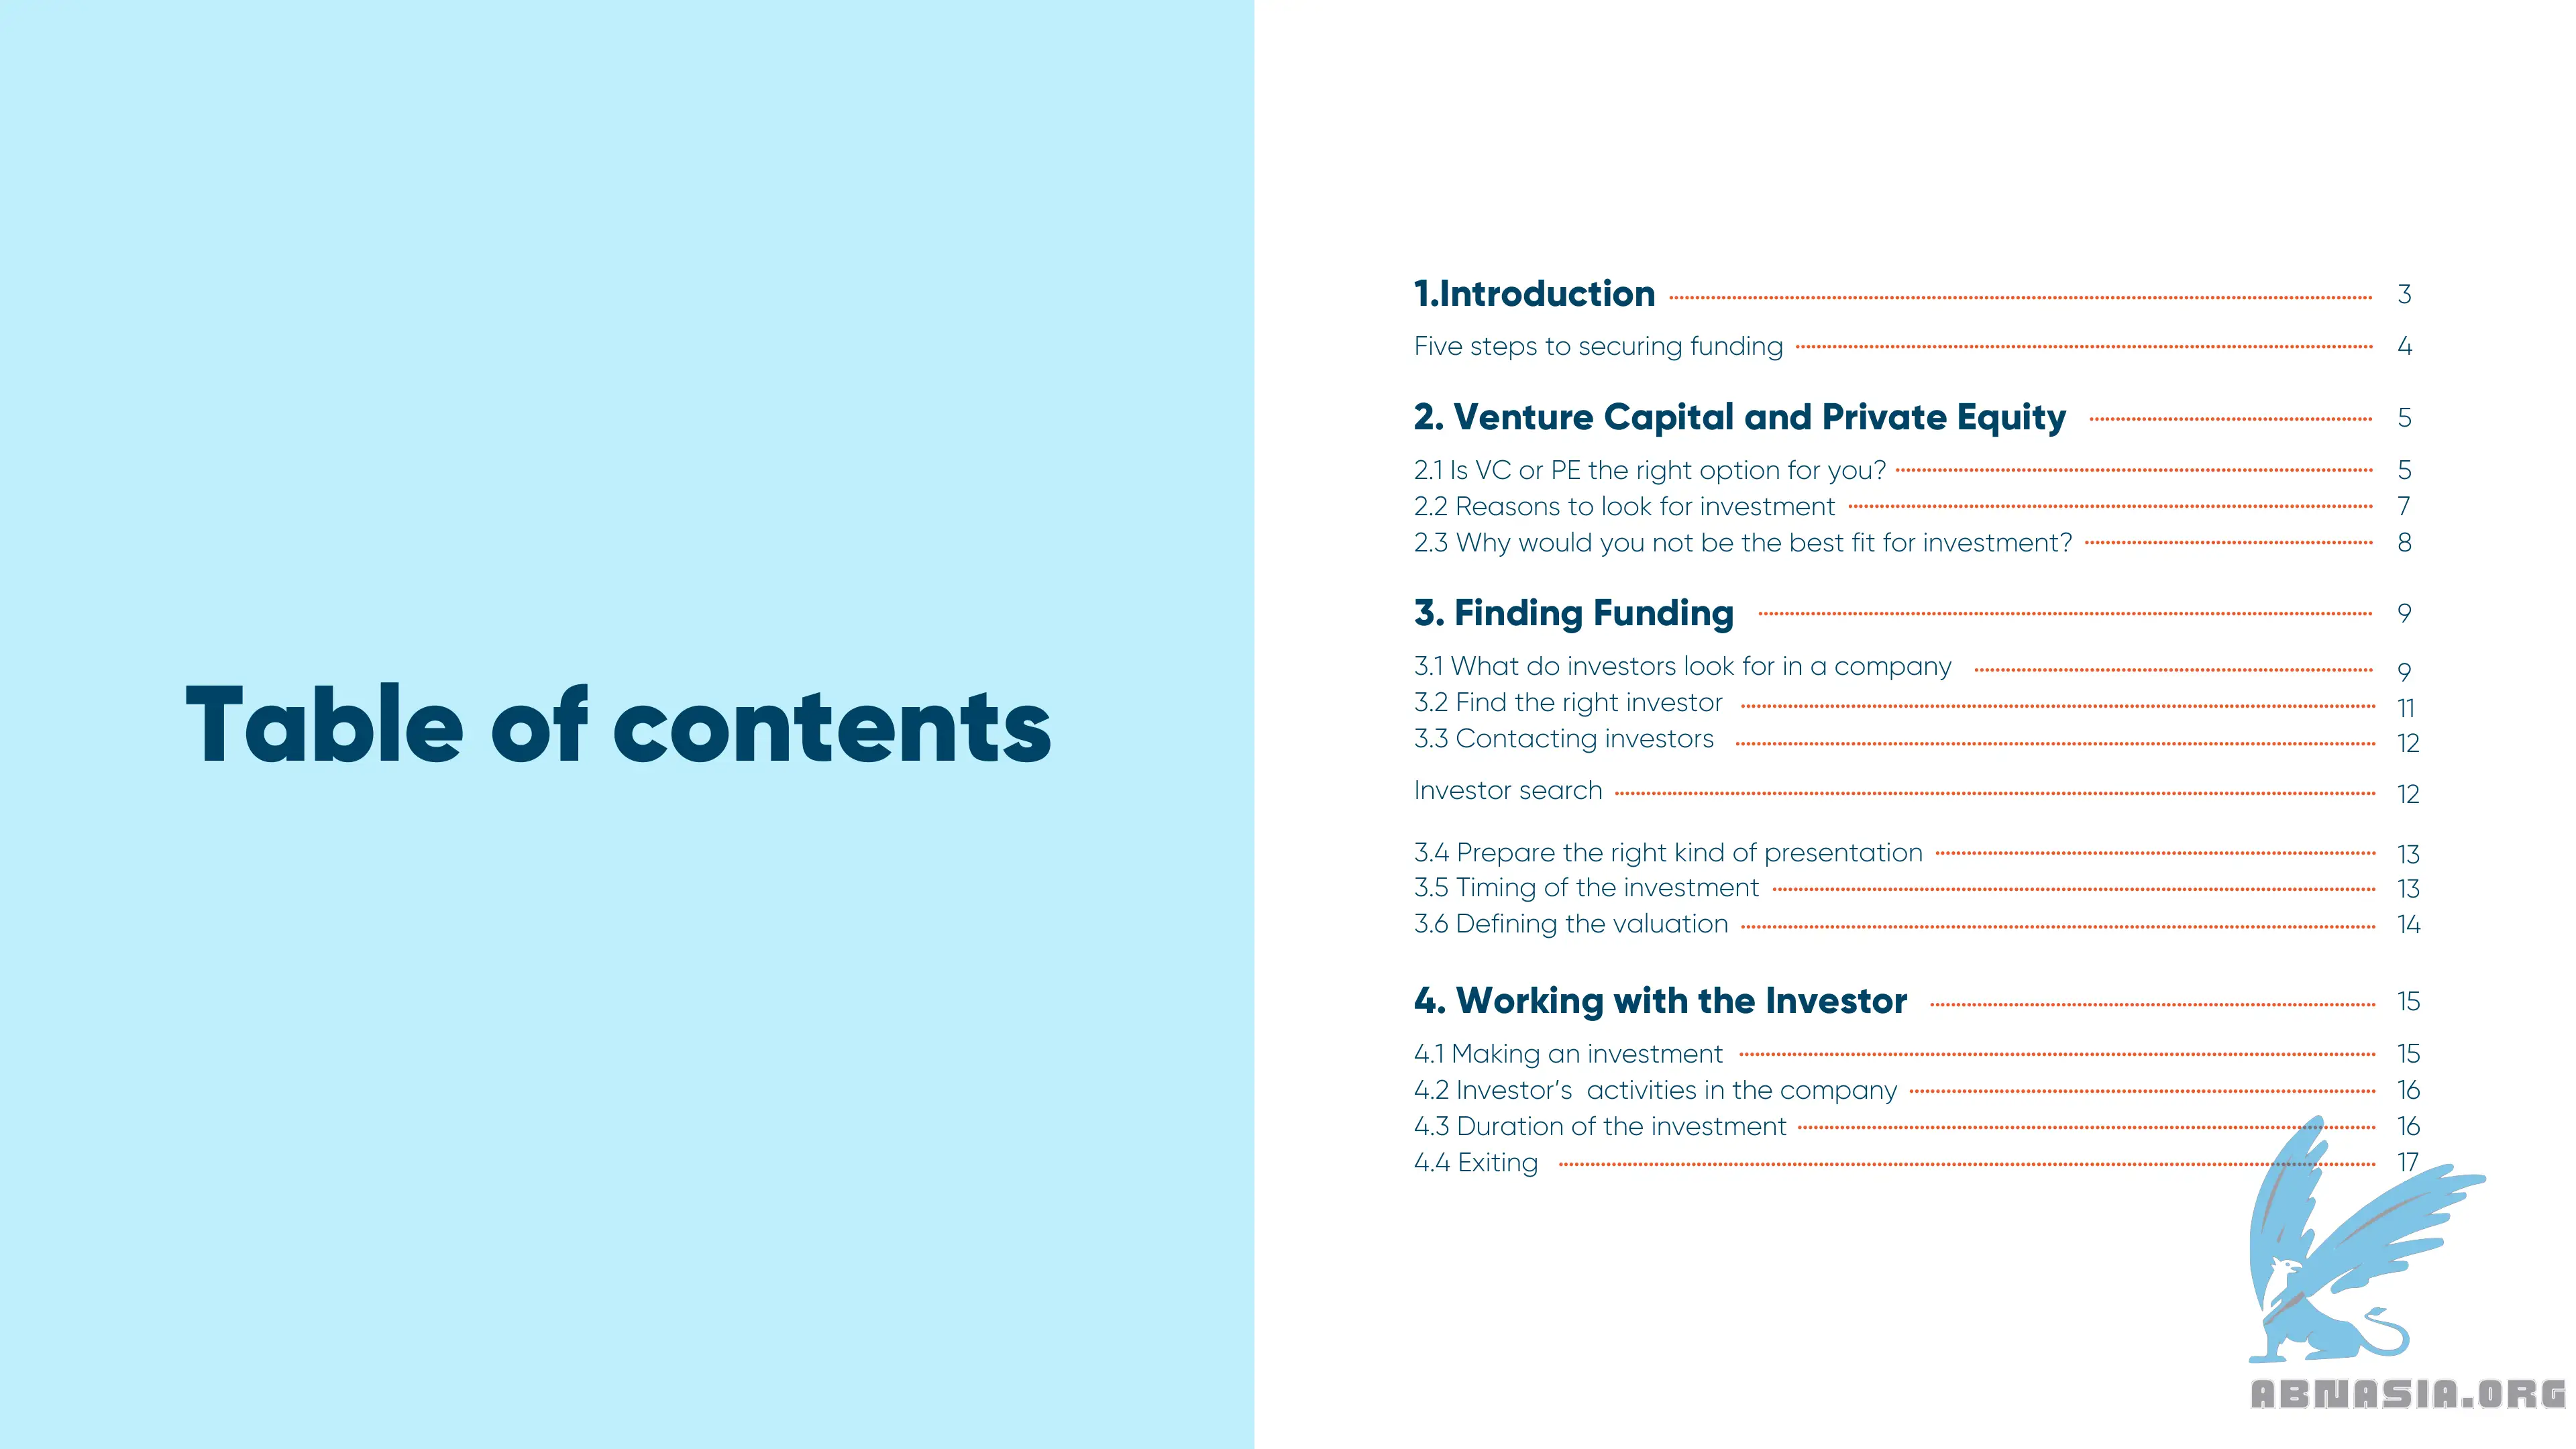 Table of contents
1.Introduction 3
Five steps to securing funding 4
2. Venture Capital and Private Equity 5
2.1 Is VC or PE the right option for you? 5
2.2 Reasons to look for investment 7
2.3 Why would you not be the best fit for investment? 8
3. Finding Funding 9
3.1 What do investors look for in a company 9
3.2 Find the right investor 11
3.3 Contacting investors 12
Investor search 12
3.4 Prepare the right kind of presentation 13
3.5 Timing of the investment 13
3.6 Defining the valuation 14
4. Working with the Investor 15
4.1 Making an investment 15
4.2 Investor’s  activities in the company 16
4.3 Duration of the investment 16
4.4 Exiting 17
ABNASIA.ORG